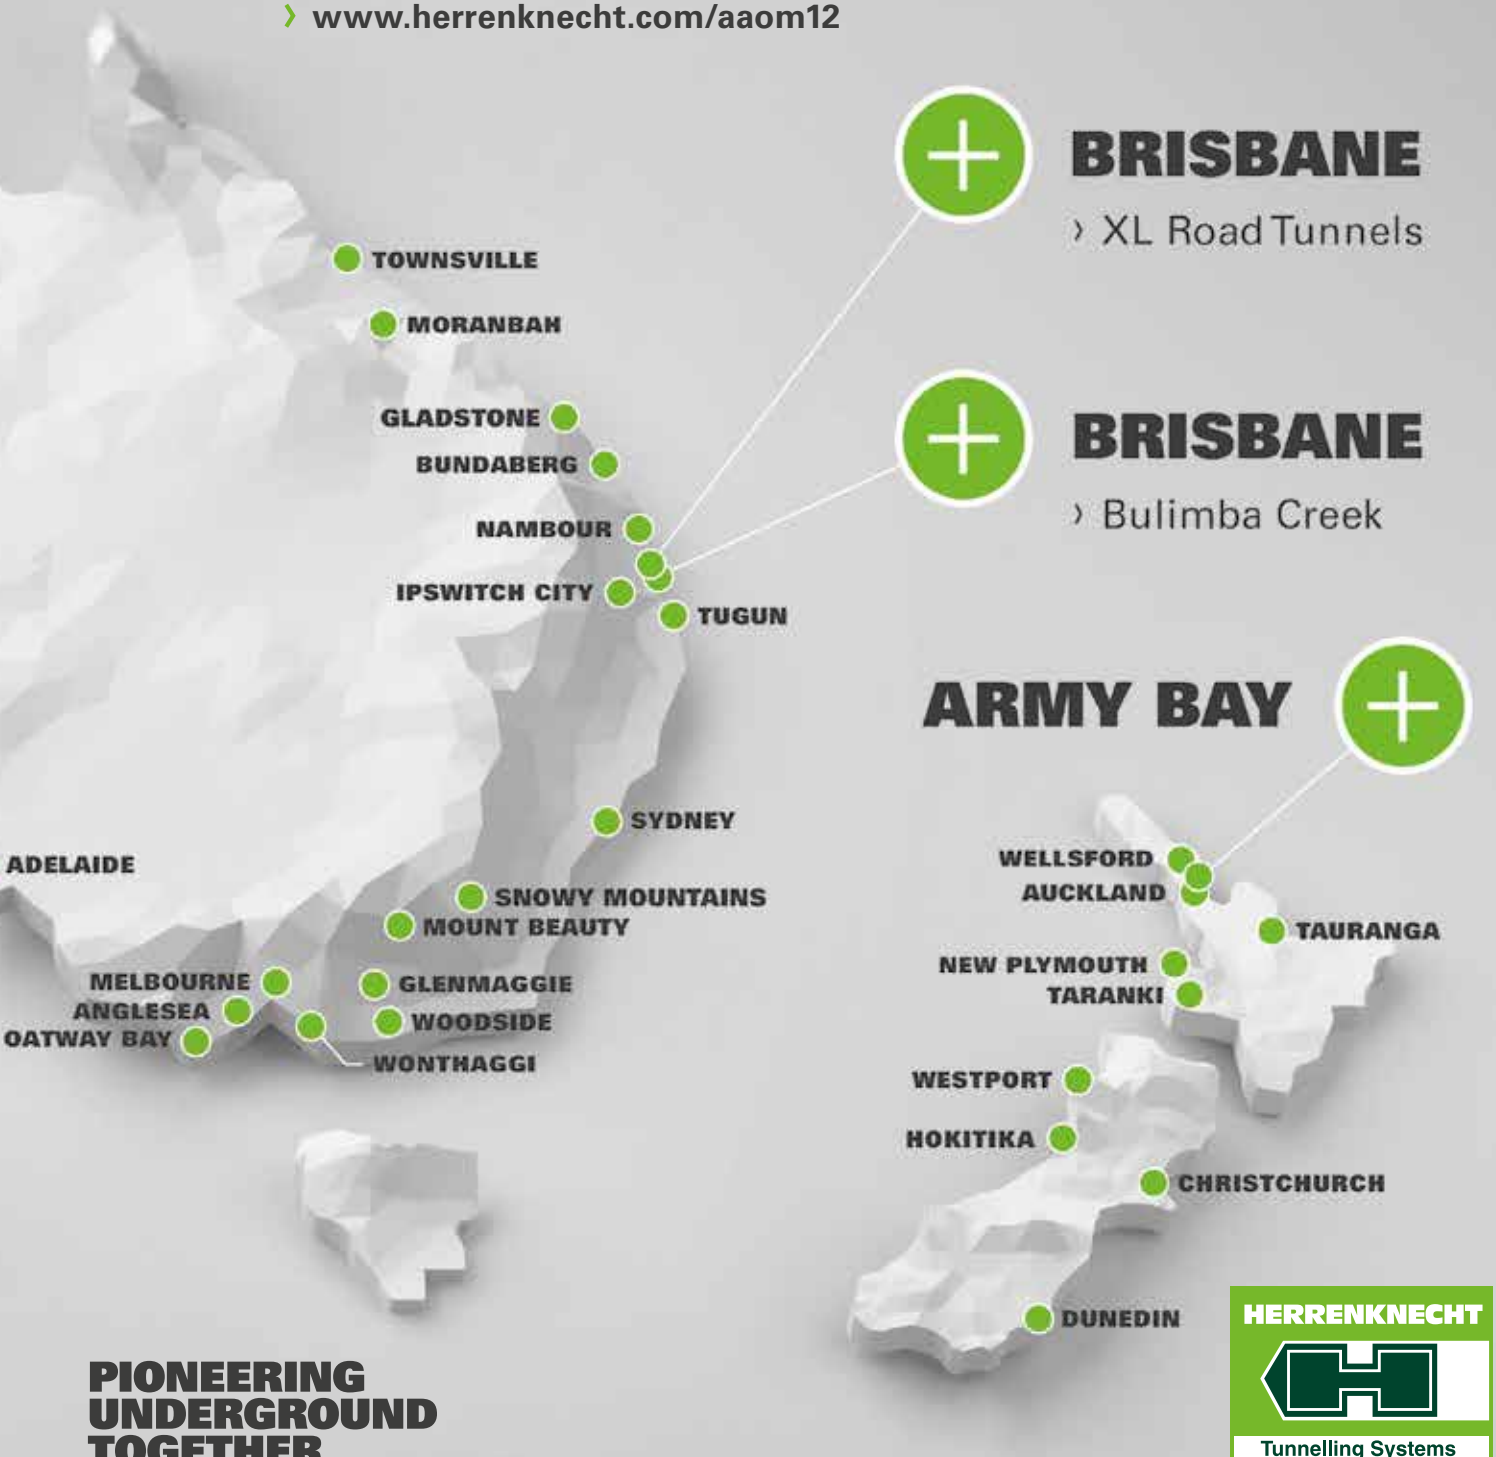 › www.herrenknecht.com/aaom12
BRISBANE
› XL Road Tunnels
TOWNSVILLE
MORANBAH
GLADSTONE
BUNDABERG
BRISBANE
› Bulimba Creek
NAMBOUR
IPSWITCH CITY
TUGUN
ARMY BAY
SYDNEY
ADELAIDE
SNOWY MOUNTAINS
MOUNT BEAUTY
MELBOURNE
GLENMAGGIE
ANGLESEA
WOODSIDE
OATWAY BAY
WONTHAGGI
WELLSFORD
AUCKLAND
TAURANGA
NEW PLYMOUTH
TARANKI
WESTPORT
HOKITIKA
CHRISTCHURCH
DUNEDIN
PIONEERING
UNDERGROUND
TOGETHER
HERRENKNECHT
Tunnelling Systems